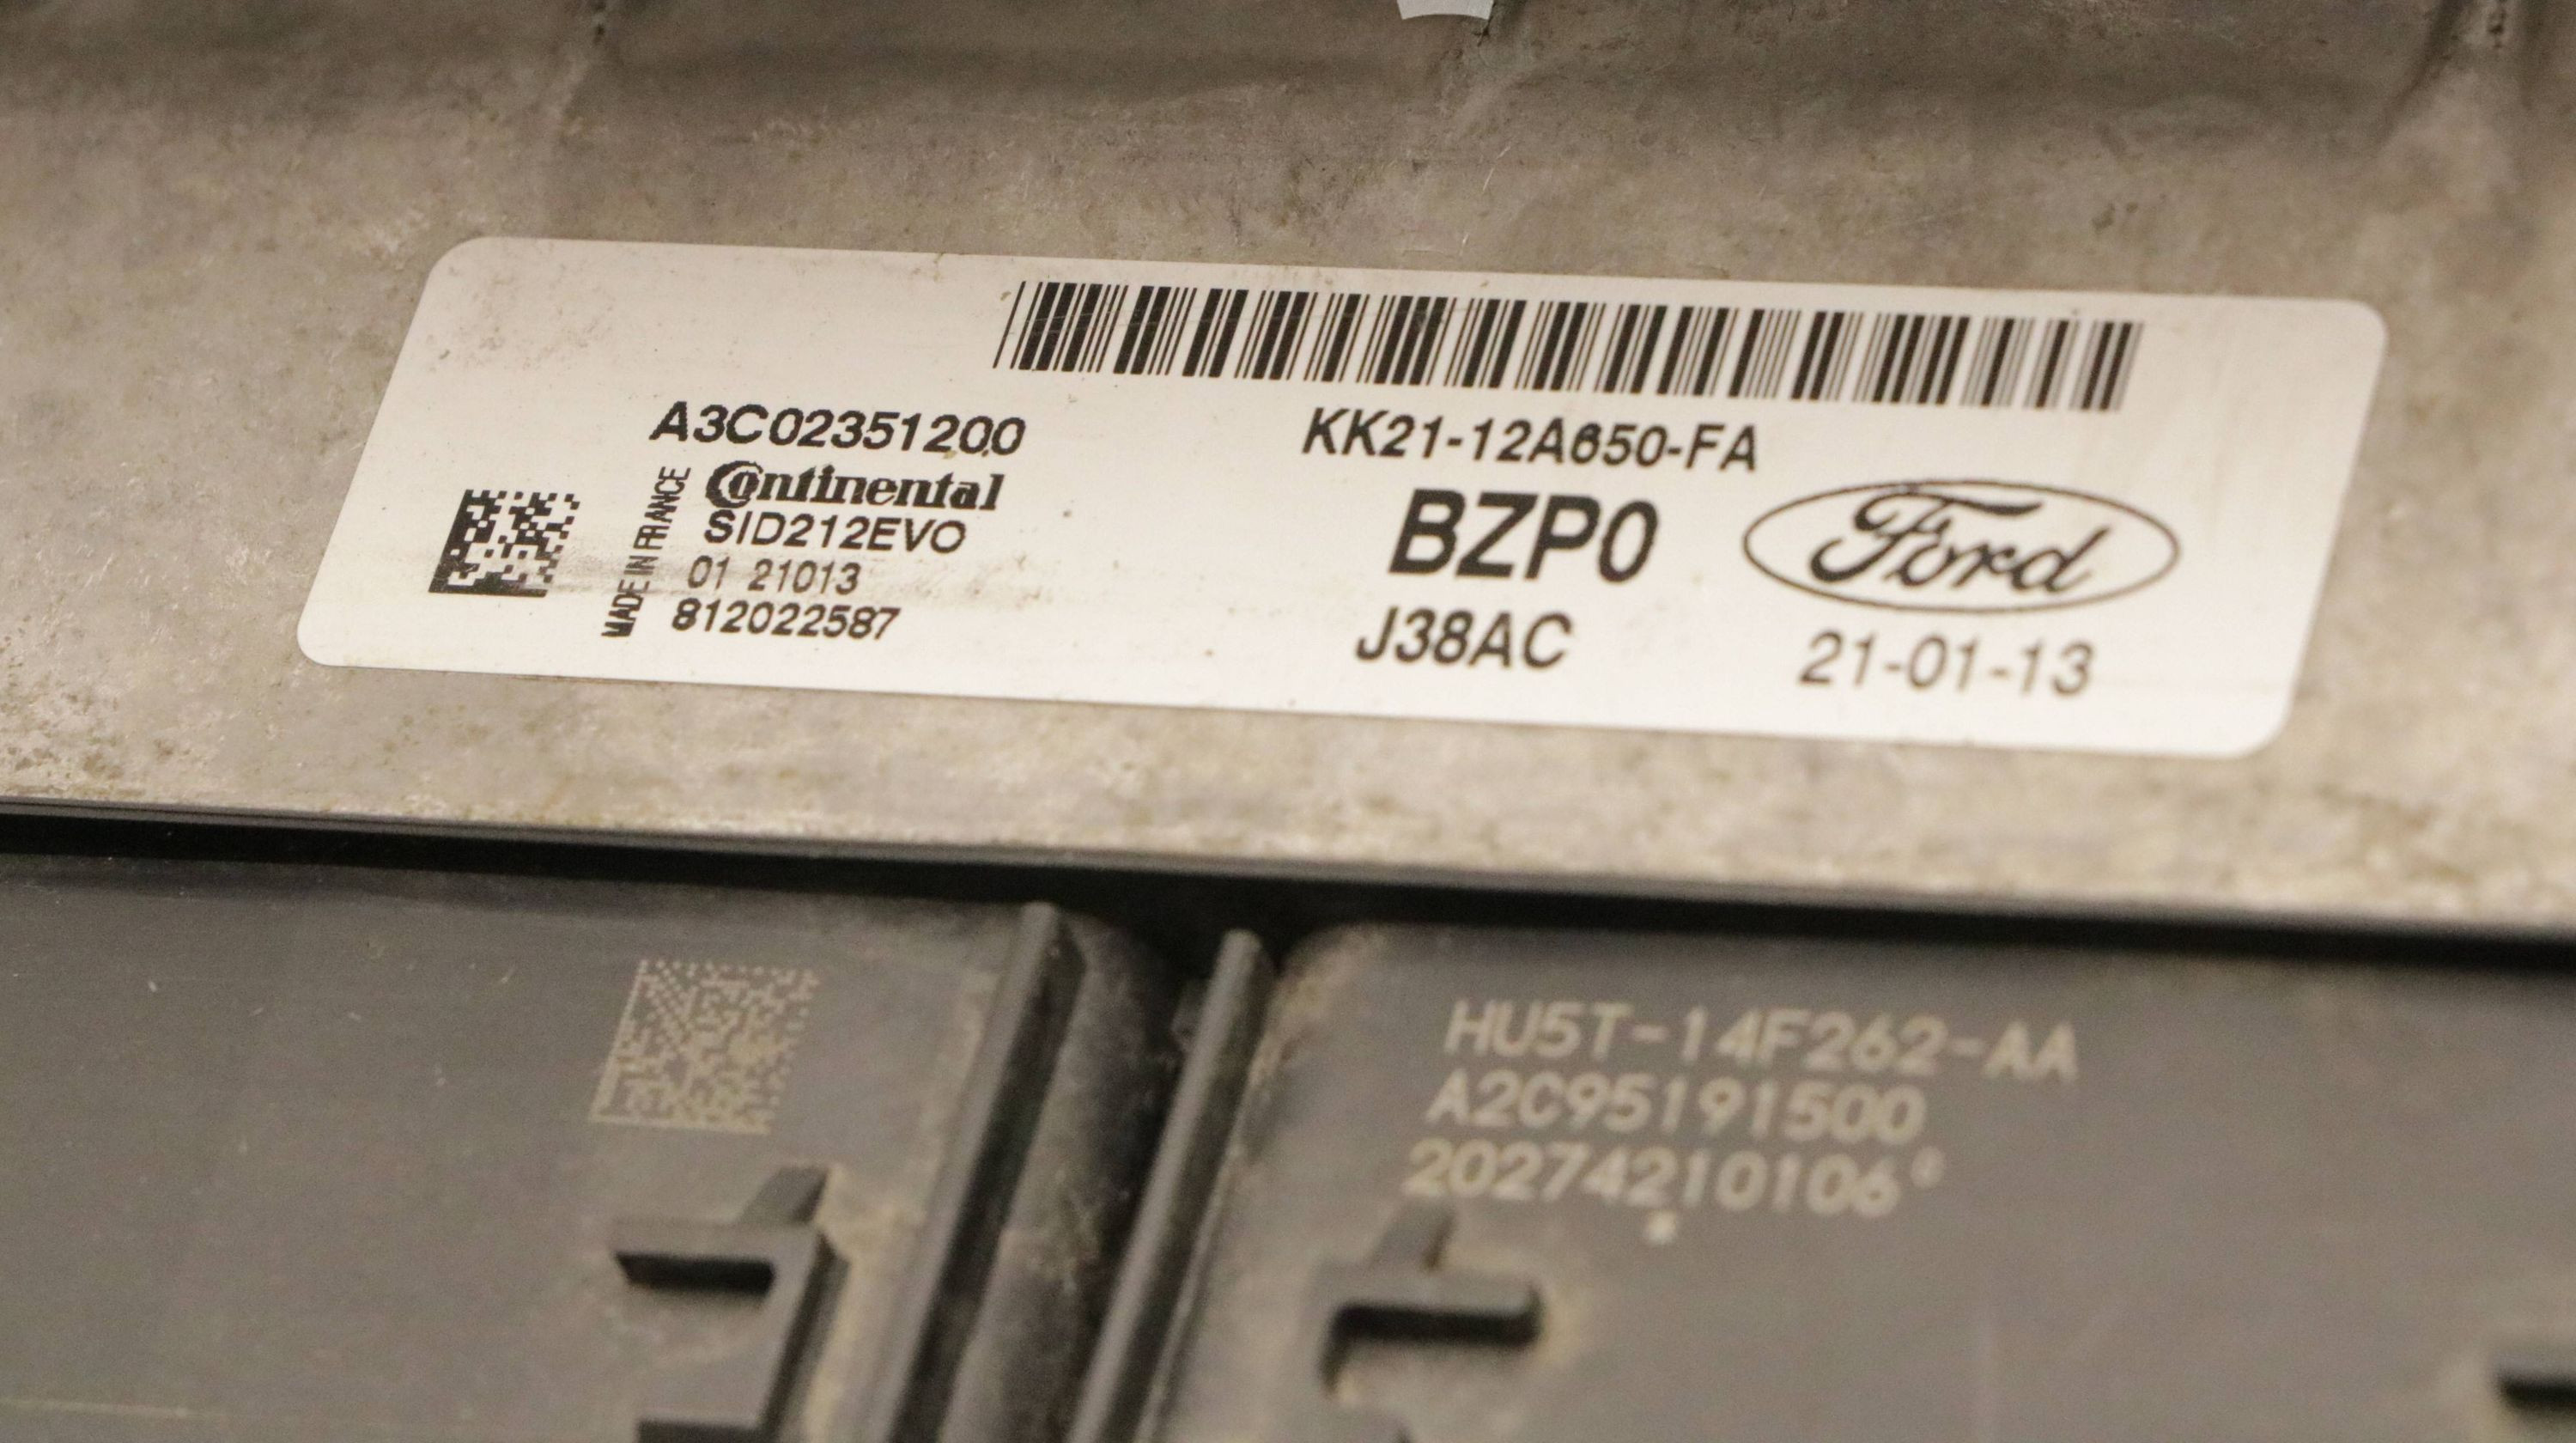 A3C02351200
Continental
SID212EVO
01 21013
812022587
MADE IN FRANCE
KK21-12A650-FA
BZP0
Ford
J38AC
21-01-13
HU5T-14F262-AA
A2C95191500
20274210106